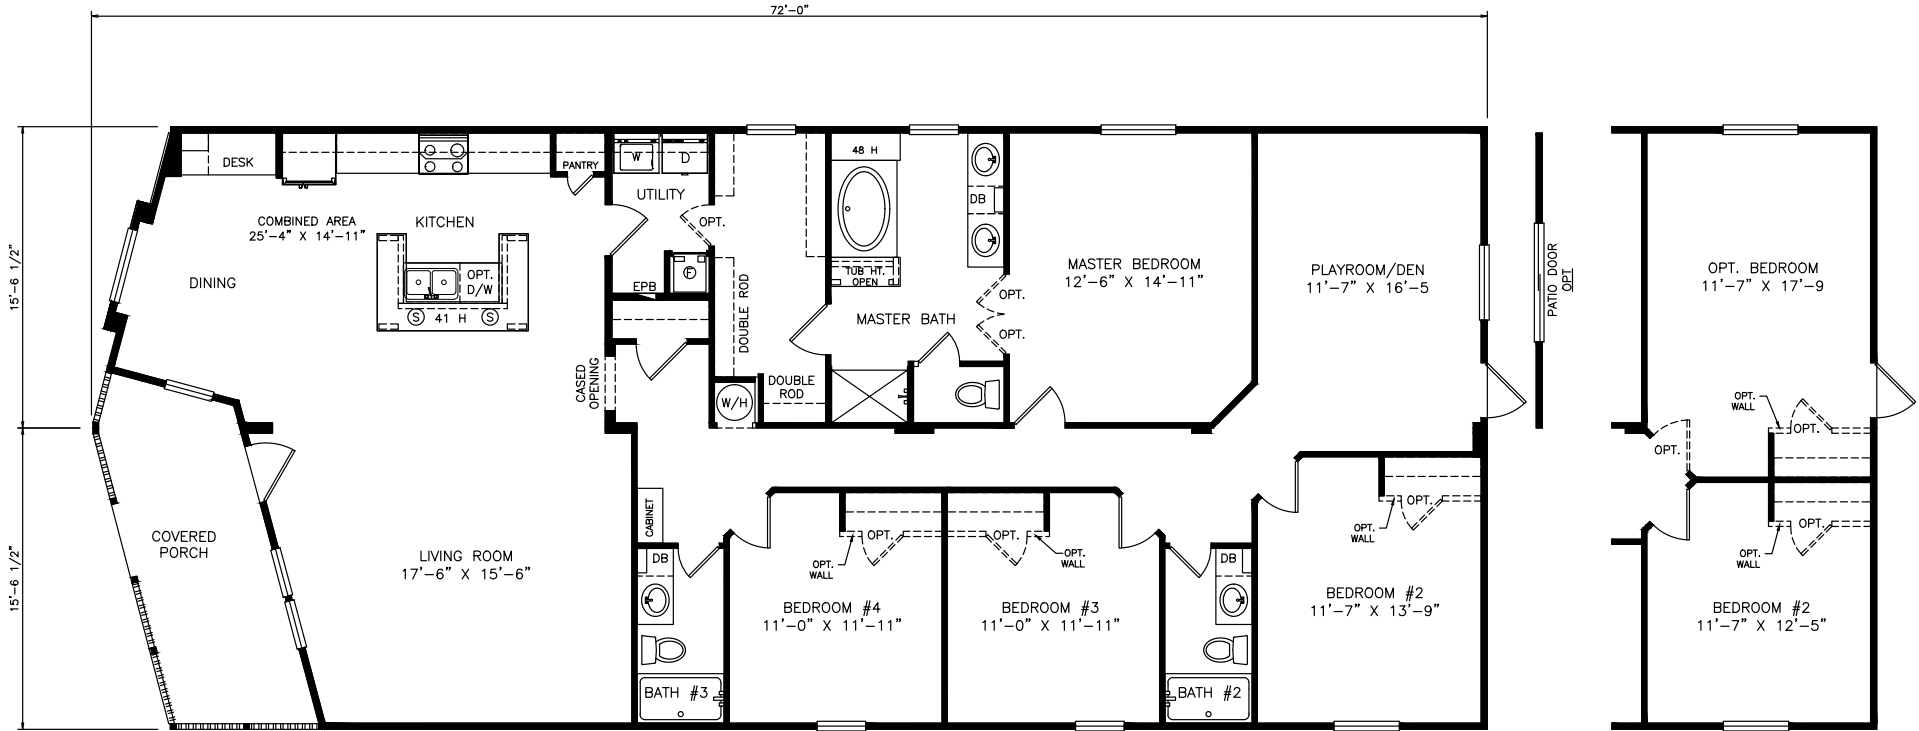 72'-0"
15'-6 1/2"
15'-6 1/2"
DESK
PANTRY
COMBINED AREA
25'-4" X 14'-11"
KITCHEN
DINING
OPT.
D/W
S
41 H
S
W
D
UTILITY
OPT.
F
EPB
CASED
OPENING
DOUBLE ROD
DOUBLE
ROD
W/H
48 H
TUB HT.
OPEN
DB
MASTER BATH
OPT.
OPT.
MASTER BEDROOM
12'-6" X 14'-11"
PLAYROOM/DEN
11'-7" X 16'-5
PATIO DOOR
OPT
OPT. BEDROOM
11'-7" X 17'-9
OPT.
WALL
OPT.
OPT.
COVERED
PORCH
LIVING ROOM
17'-6" X 15'-6"
CABINET
DB
BATH #3
OPT.
OPT.
WALL
BEDROOM #4
11'-0" X 11'-11"
OPT.
OPT.
WALL
BEDROOM #3
11'-0" X 11'-11"
DB
BATH #2
OPT.
OPT.
WALL
BEDROOM #2
11'-7" X 13'-9"
OPT.
OPT.
WALL
BEDROOM #2
11'-7" X 12'-5"